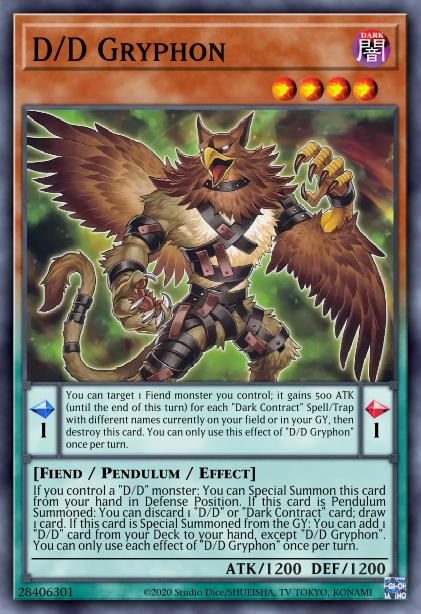 D/D GRYPHON
DARK
闇
You can target 1 Fiend monster you control; it gains 500 ATK
(until the end of this turn) for each "Dark Contract" Spell/Trap
with different names currently on your field or in your GY, then
destroy this card. You can only use this effect of "D/D Gryphon"
once per turn.
1
1
[FIEND / PENDULUM / EFFECT]
If you control a "D/D" monster: You can Special Summon this card
from your hand in Defense Position. If this card is Pendulum
Summoned: You can discard 1 "D/D" or "Dark Contract" card; draw
1 card. If this card is Special Summoned from the GY: You can add 1
"D/D" card from your Deck to your hand, except "D/D Gryphon".
You can only use each effect of "D/D Gryphon" once per turn.
ATK/1200 DEF/1200
28406301
©2020 Studio Dice/SHUEISHA, TV TOKYO, KONAMI